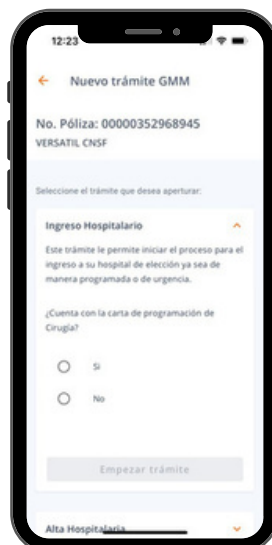 12:23
Nuevo trámite GMM
No. Póliza: 00000352968945
VERSATIL CNSF
Seleccione el trámite que desea aperturar:
Ingreso Hospitalario
Este trámite le permite iniciar el proceso para el
ingreso a su hospital de elección ya sea de
manera programada o de urgencia.
¿Cuenta con la carta de programación de
Cirugía?
Si
No
Empezar trámite
Alta Hospitalaria